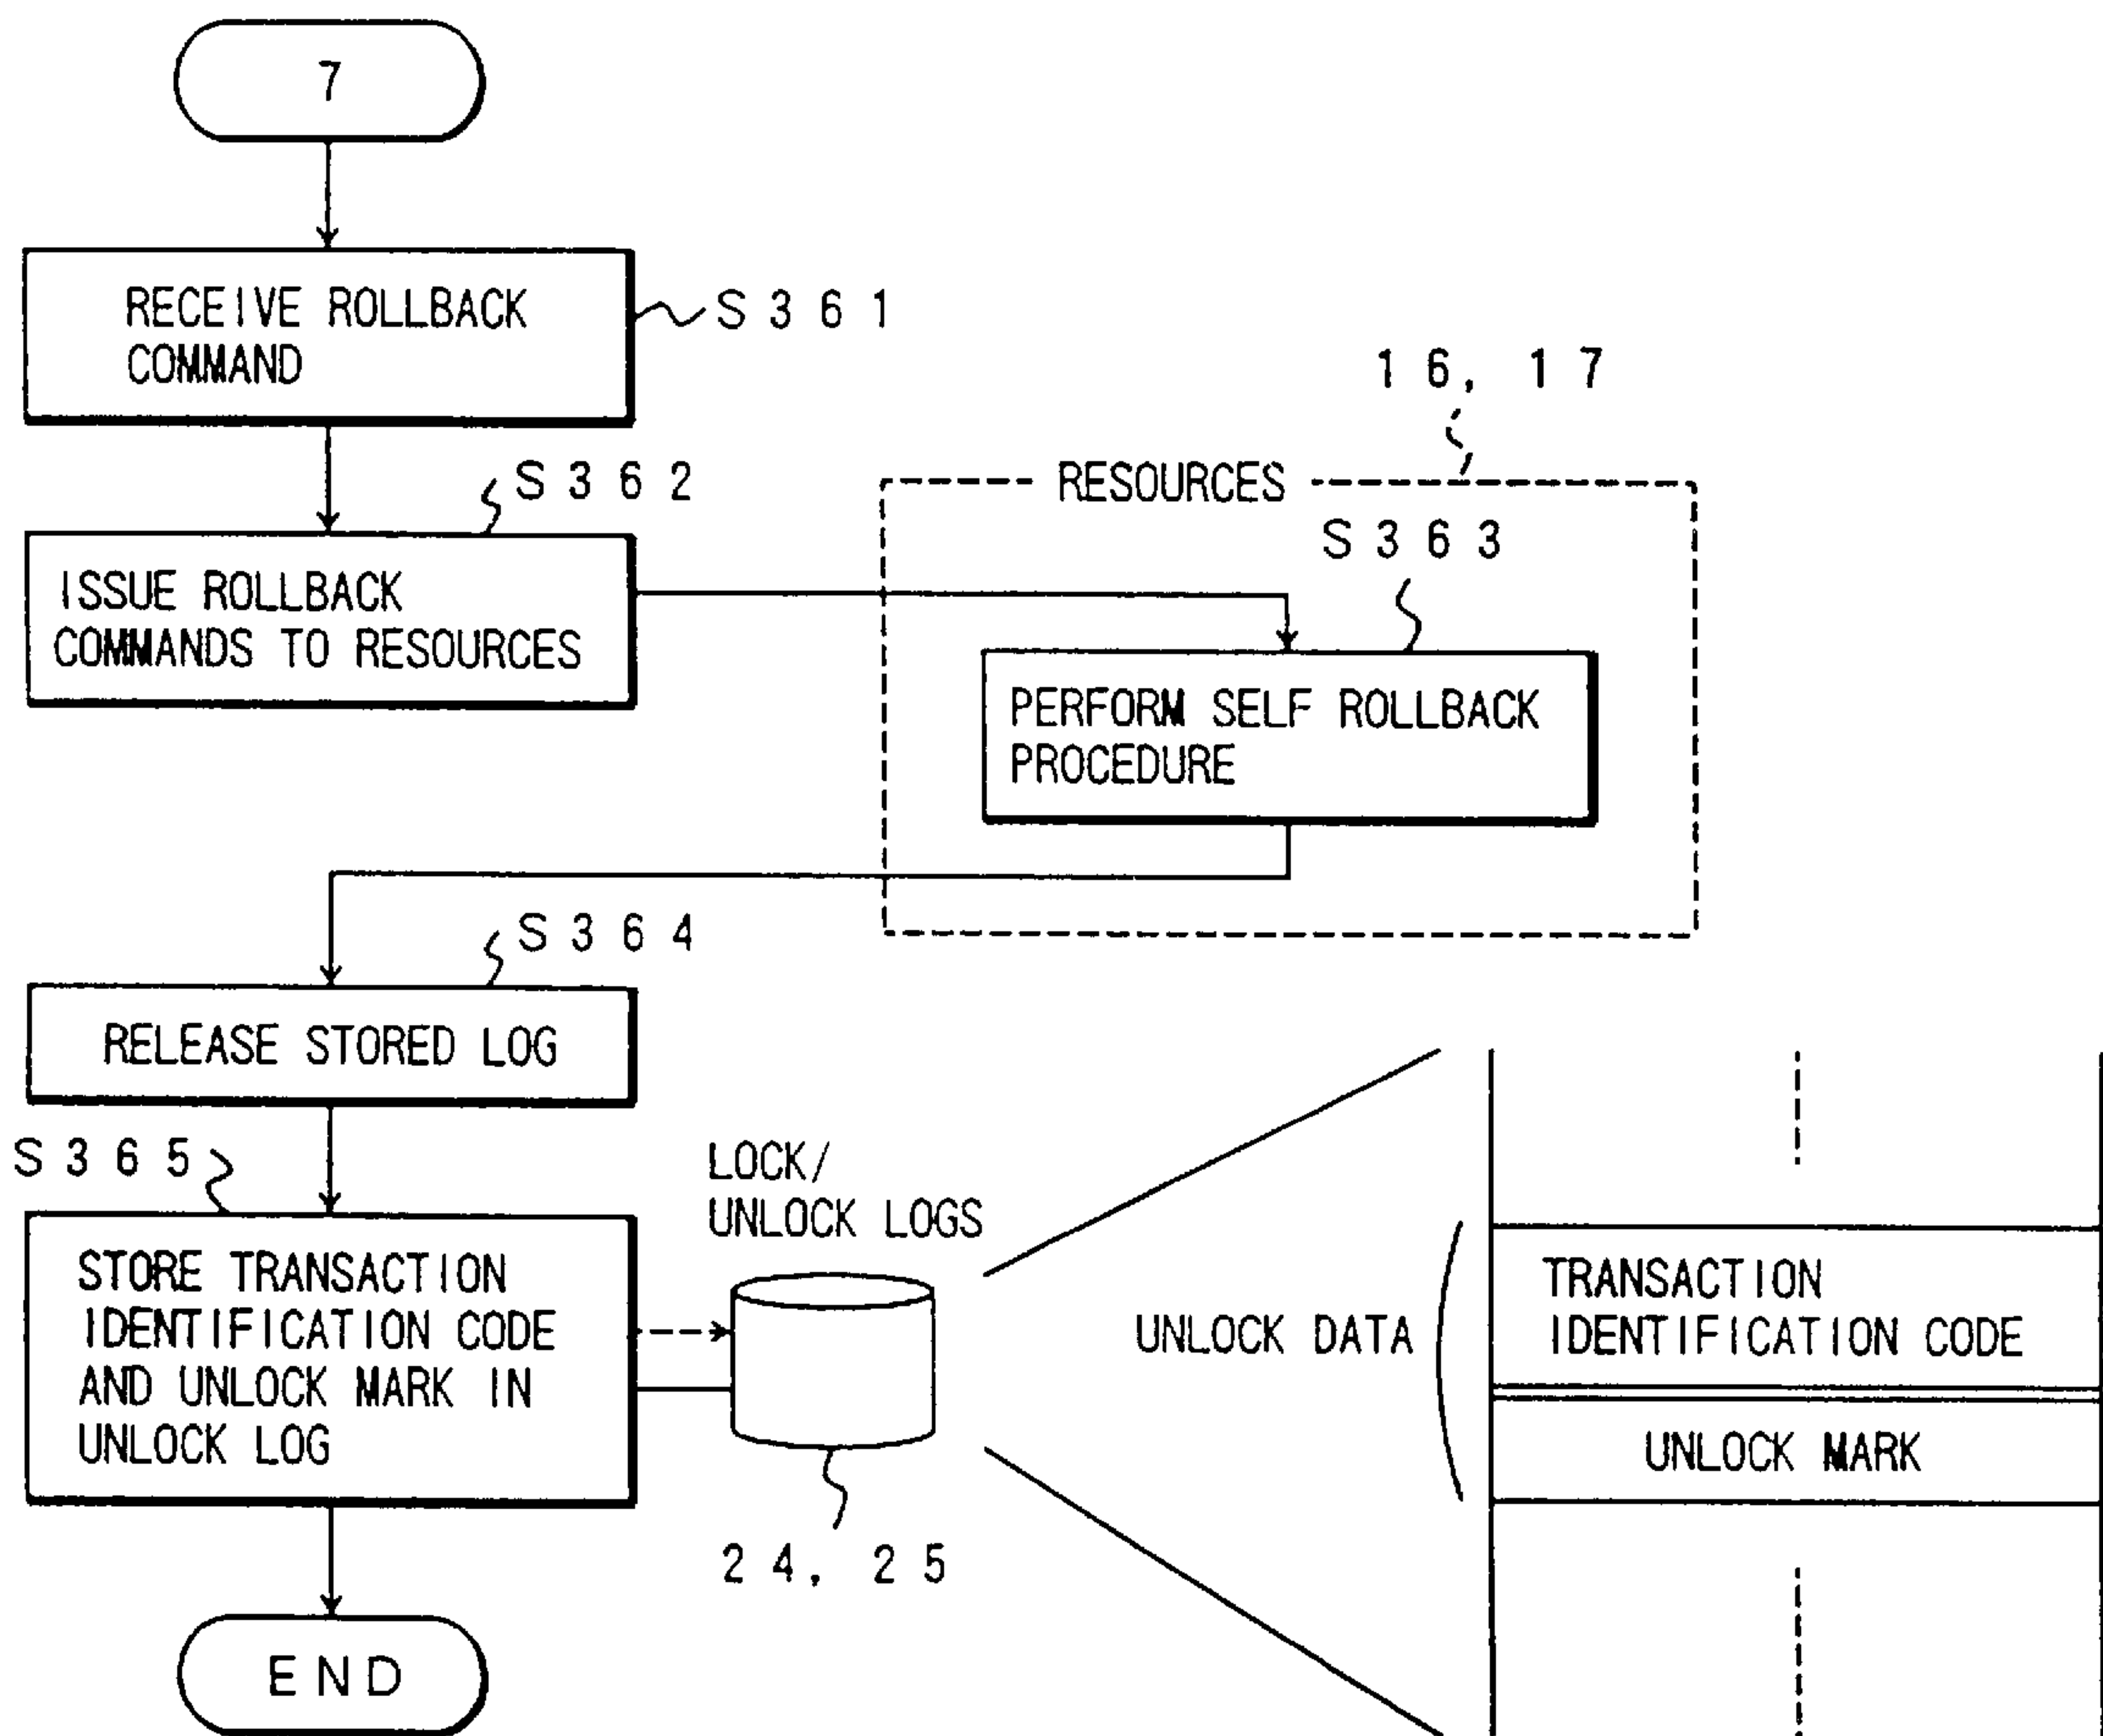 7
RECEIVE ROLLBACK
COMMAND
S361
16, 17
S362
RESOURCES
S363
ISSUE ROLLBACK
COMMANDS TO RESOURCES
PERFORM SELF ROLLBACK
PROCEDURE
S364
RELEASE STORED LOG
S365
LOCK/
UNLOCK LOGS
STORE TRANSACTION
IDENTIFICATION CODE
AND UNLOCK MARK IN
UNLOCK LOG
UNLOCK DATA
TRANSACTION
IDENTIFICATION CODE
UNLOCK MARK
24, 25
END